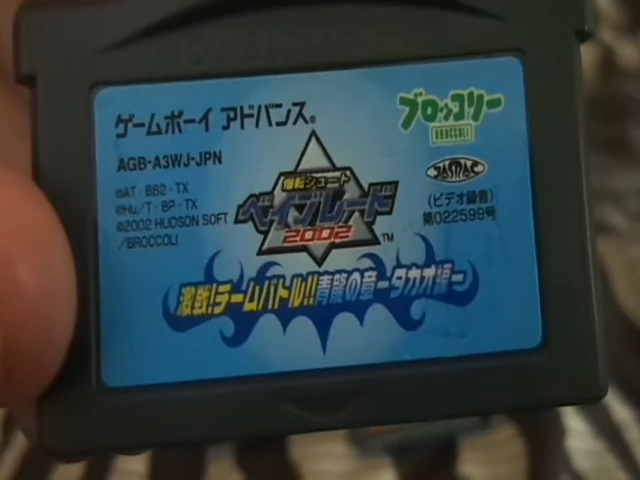 ゲームボーイ アドバンス®
ブロッコリー
BROCCOLI
AGB-A3WJ-JPN
JASRAC
©AT・BB2・TX
©Hu/T・BP・TX
©2002 HUDSON SOFT
/BROCCOLI
(ビデオ録音)
第022599号
爆転シュート
ベイブレード
2002
TM
激戦!チームバトル!!青龍の章ータカオ編ー